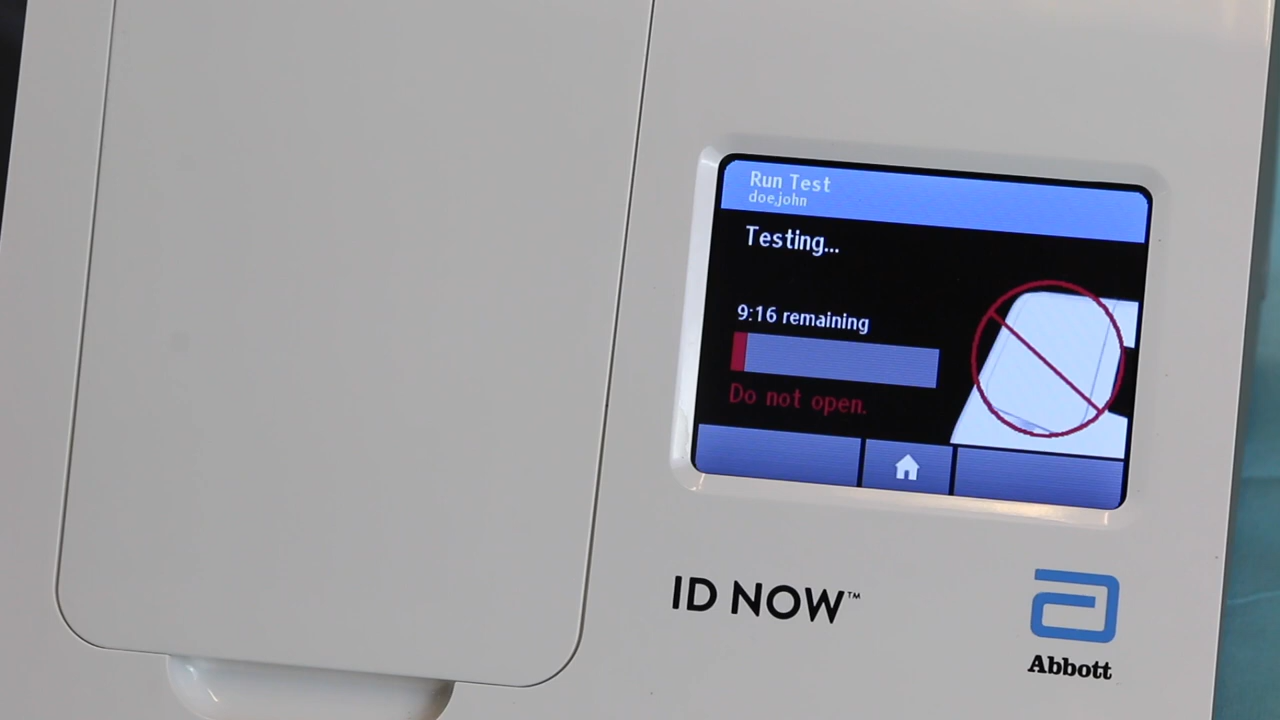 Run Test
doe,john
Testing...
9:16 remaining
Do not open.
ID NOW™
Abbott